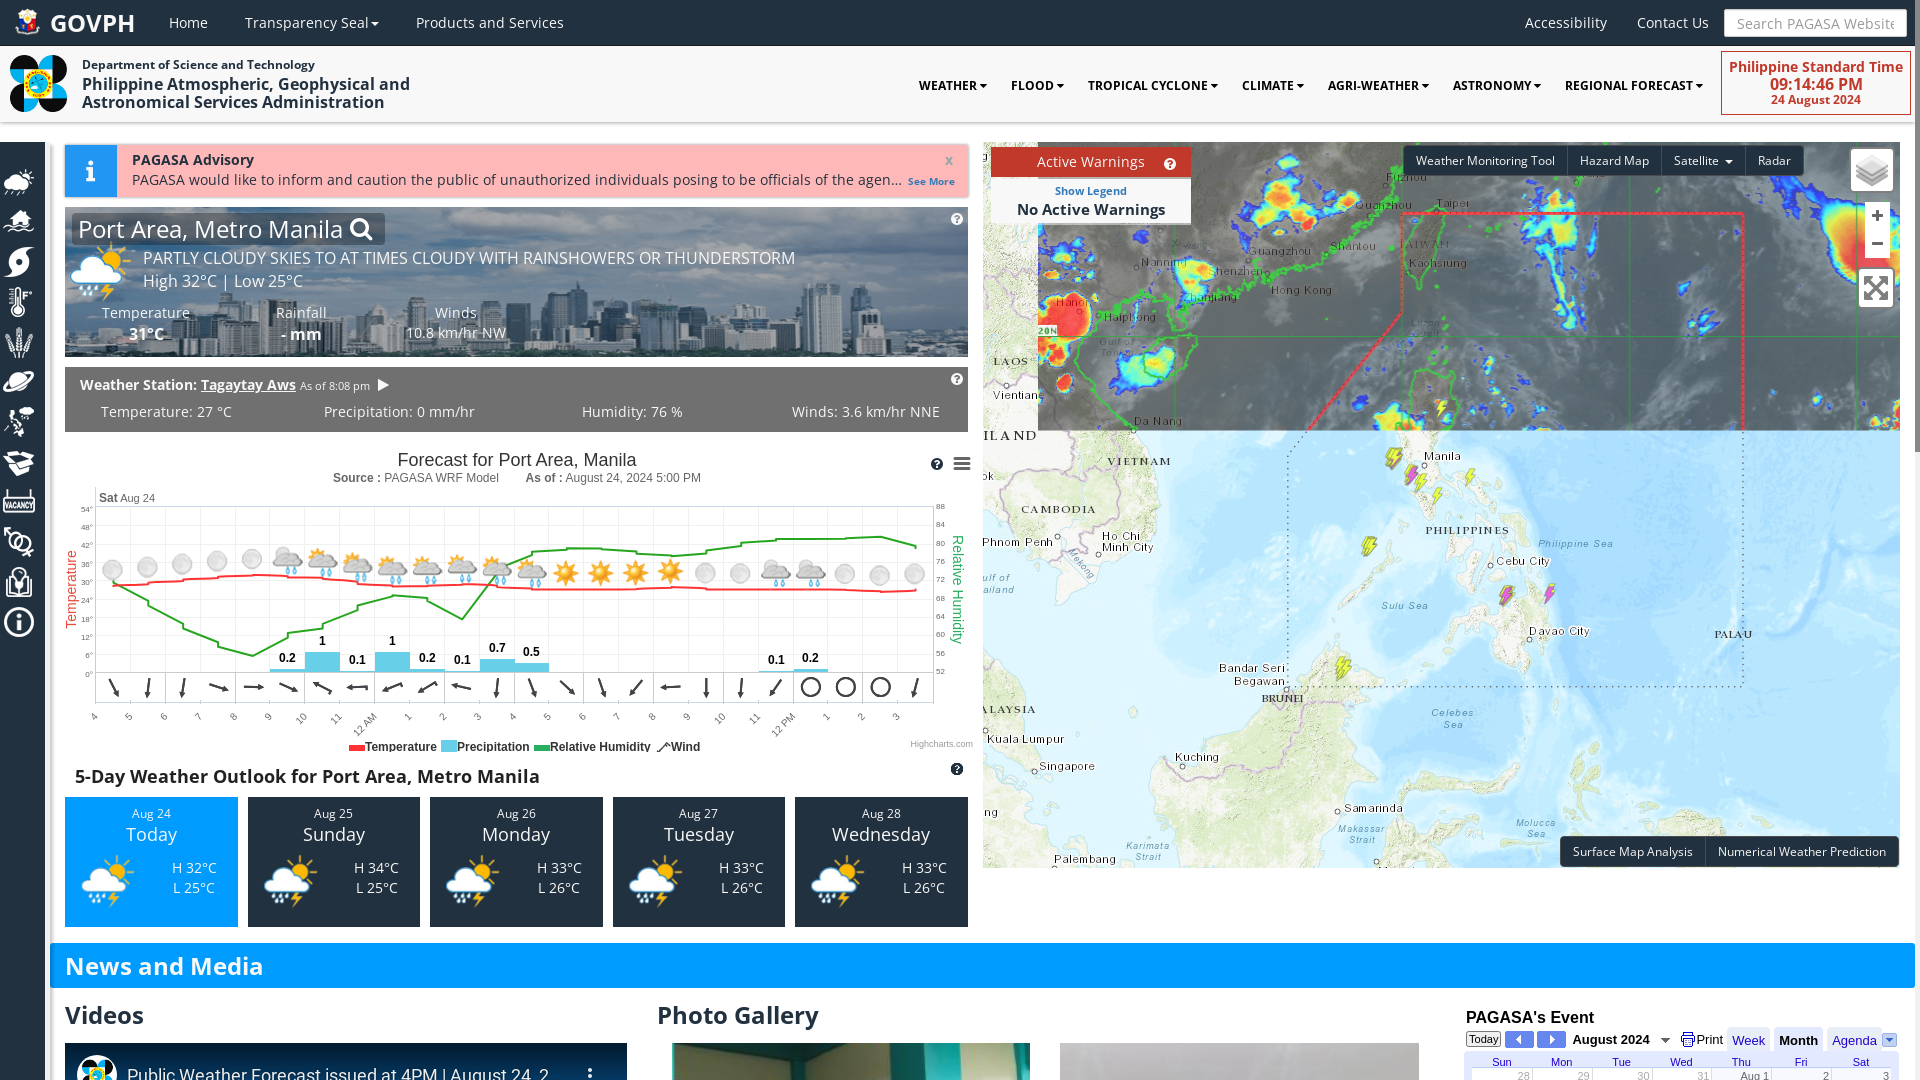 GOVPH
Home
Transparency Seal
Products and Services
Accessibility
Contact Us
Search PAGASA Website
Department of Science and Technology
Philippine Atmospheric, Geophysical and
Astronomical Services Administration
WEATHER
FLOOD
TROPICAL CYCLONE
CLIMATE
AGRI-WEATHER
ASTRONOMY
REGIONAL FORECAST
Philippine Standard Time
09:14:46 PM
24 August 2024
VACANCY
PAGASA Advisory
x
PAGASA would like to inform and caution the public of unauthorized individuals posing to be officials of the agen... See More
Port Area, Metro Manila
PARTLY CLOUDY SKIES TO AT TIMES CLOUDY WITH RAINSHOWERS OR THUNDERSTORM
High 32°C | Low 25°C
Temperature Rainfall Winds
31°C - mm 10.8 km/hr NW
Weather Station: Tagaytay Aws As of 8:08 pm
Temperature: 27 °C Precipitation: 0 mm/hr Humidity: 76 % Winds: 3.6 km/hr NNE
Forecast for Port Area, Manila
Source : PAGASA WRF Model As of : August 24, 2024 5:00 PM
Sat Aug 24
Temperature
54°
48°
42°
36°
30°
24°
18°
12°
6°
0°
0.2 1 0.1 1 0.2 0.1 0.7 0.5 0.1 0.2
88
84
80
76
72
68
64
60
56
52
Relative Humidity
4 5 6 7 8 9 10 11 12 AM 1 2 3 4 5 6 7 8 9 10 11 12 PM 1 2 3
Temperature Precipitation Relative Humidity Wind
Highcharts.com
5-Day Weather Outlook for Port Area, Metro Manila
Aug 24
Today
H 32°C
L 25°C
Aug 25
Sunday
H 34°C
L 25°C
Aug 26
Monday
H 33°C
L 26°C
Aug 27
Tuesday
H 33°C
L 26°C
Aug 28
Wednesday
H 33°C
L 26°C
Active Warnings
Show Legend
No Active Warnings
Weather Monitoring Tool
Hazard Map
Satellite
Radar
+
−
Fuzhou
Quanzhou
Taipei
Shantou
TAIWAN
Guangzhou
Nanning
Shenzhen
Kaohsiung
Zhanjiang
Hong Kong
Hanoi
Haiphong
20N
Gulf of
LAOS
Vientiane
Da Nang
ILAND
VIETNAM
Manila
ok
CAMBODIA
PHILIPPINES
Phnom Penh
Ho Chi
Minh City
Mekong
Philippine Sea
Cebu City
ulf of
ailand
Sulu Sea
Davao City
PALAU
Bandar Seri
Begawan
BRUNEI
ALAYSIA
Celebes
Sea
Kuala Lumpur
Kuching
Singapore
ng
Samarinda
Makassar
Strait
Molucca
Sea
Karimata
Strait
Palembang
Surface Map Analysis
Numerical Weather Prediction
News and Media
Videos
Photo Gallery
Public Weather Forecast issued at 4PM | August 24, 2...
PAGASA's Event
Today
August 2024
Print
Week
Month
Agenda
Sun Mon Tue Wed Thu Fri Sat
28 29 30 31 Aug 1 2 3